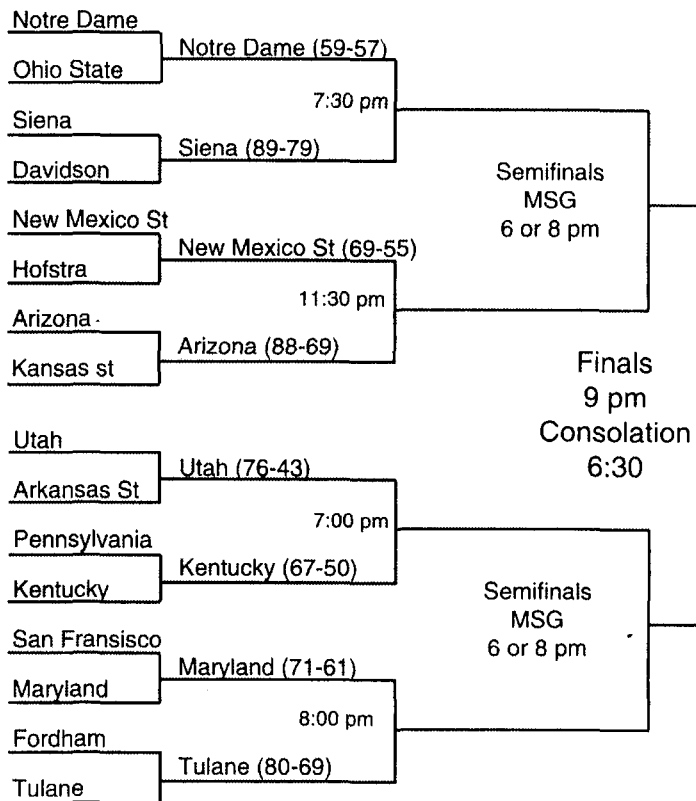 Notre Dame
Notre Dame (59-57)
Ohio State
7:30 pm
Siena
Siena (89-79)
Davidson
Semifinals
MSG
6 or 8 pm
New Mexico St
New Mexico St (69-55)
Hofstra
11:30 pm
Arizona
Arizona (88-69)
Kansas st
Finals
9 pm
Consolation
6:30
Utah
Utah (76-43)
Arkansas St
7:00 pm
Pennsylvania
Kentucky (67-50)
Kentucky
Semifinals
MSG
6 or 8 pm
San Fransisco
Maryland (71-61)
Maryland
8:00 pm
Fordham
Tulane (80-69)
Tulane